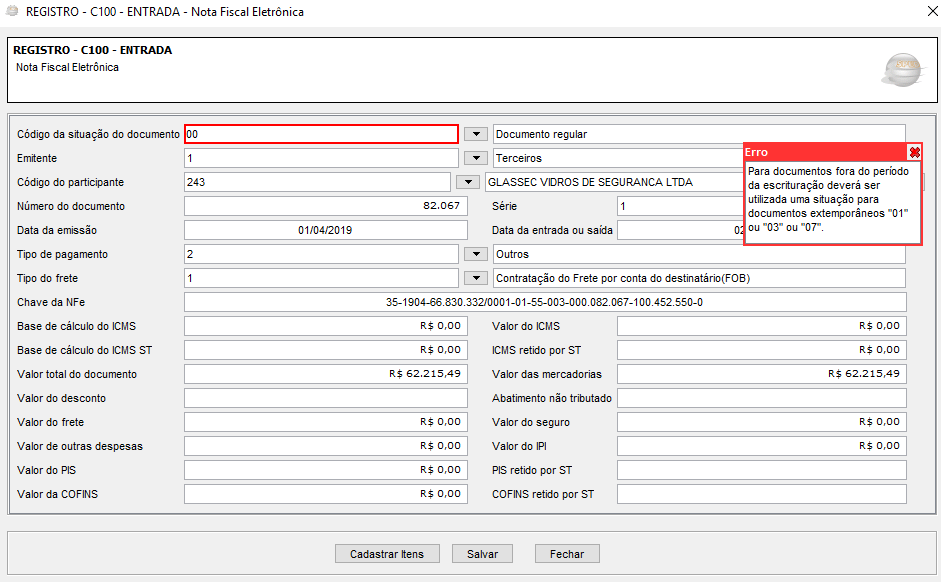 REGISTRO - C100 - ENTRADA - Nota Fiscal Eletrônica
REGISTRO - C100 - ENTRADA
Nota Fiscal Eletrônica
Código da situação do documento 00 Documento regular
Emitente 1 Terceiros
Código do participante 243 GLASSEC VIDROS DE SEGURANCA LTDA
Número do documento 82.067 Série 1
Data da emissão 01/04/2019 Data da entrada ou saída 02
Tipo de pagamento 2 Outros
Tipo do frete 1 Contratação do Frete por conta do destinatário(FOB)
Chave da NFe 35-1904-66.830.332/0001-01-55-003-000.082.067-100.452.550-0
Base de cálculo do ICMS R$ 0,00 Valor do ICMS R$ 0,00
Base de cálculo do ICMS ST R$ 0,00 ICMS retido por ST R$ 0,00
Valor total do documento R$ 62.215,49 Valor das mercadorias R$ 62.215,49
Valor do desconto Abatimento não tributado
Valor do frete R$ 0,00 Valor do seguro R$ 0,00
Valor de outras despesas R$ 0,00 Valor do IPI R$ 0,00
Valor do PIS R$ 0,00 PIS retido por ST
Valor da COFINS R$ 0,00 COFINS retido por ST
Erro
Para documentos fora do período
da escrituração deverá ser
utilizada uma situação para
documentos extemporâneos "01"
ou "03" ou "07".
Cadastrar Itens Salvar Fechar